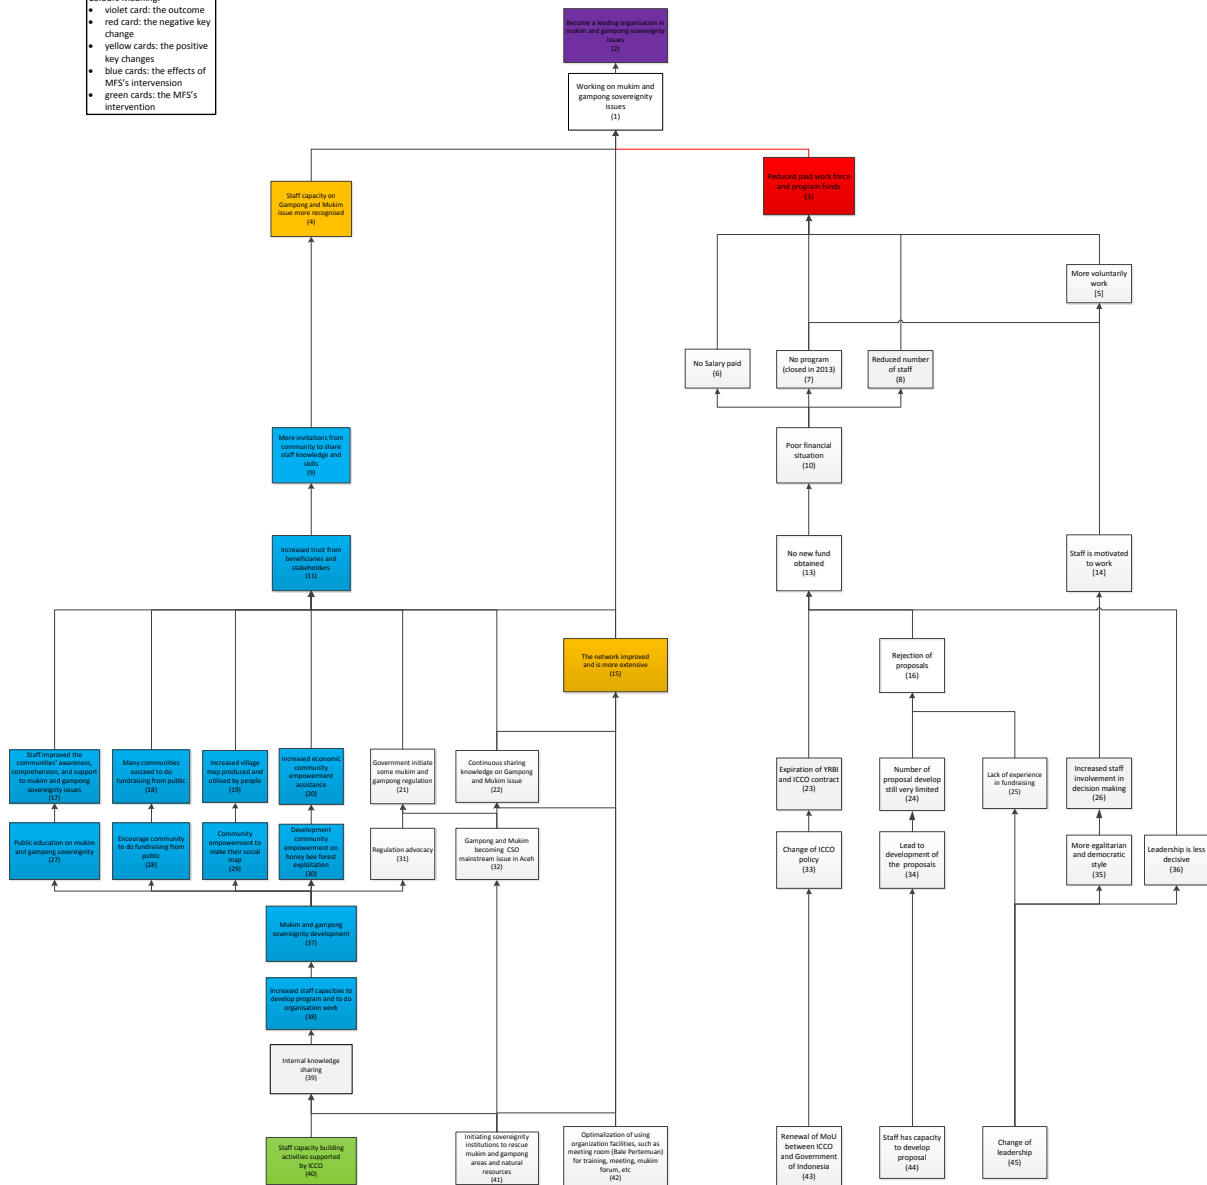 • violet card: the outcome
• red card: the negative key
change
• yellow cards: the positive
key changes
• blue cards: the effects of
MFS's intervension
• green cards: the MFS's
intervention
Become a leading organisation in
mukim and gampong sovereignty
issues
(2)
Working on mukim and
gampong sovereignity
issues
(1)
Staff capacity on
Gampong and Mukim
issue more recognised
(4)
Reduced paid work force
and program funds
(3)
More voluntarily
work
[5]
No Salary paid
(6)
No program
(closed in 2013)
(7)
Reduced number
of staff
(8)
More invitations from
community to share
staff knowledge and
skills
(9)
Poor financial
situation
(10)
Increased trust from
beneficiaries and
stakeholders
(11)
No new fund
obtained
(13)
Staff is motivated
to work
[14]
The network improved
and is more extensive
(15)
Rejection of
proposals
(16)
Staff improved the
communities' awareness,
comprehension, and support
to mukim and gampong
sovereignty issues
(17)
Many communities
succeed to do
fundraising from public
(18)
Increased village
map produced and
utilised by people
(19)
Increased economic
community
empowerment
assistance
(20)
Government initiate
some mukim and
gampong regulation
(21)
Continuous sharing
knowledge on Gampong
and Mukim issue
(22)
Expiration of YRBI
and ICCO contract
(23)
Number of
proposal develop
still very limited
(24)
Lack of experience
in fundraising
(25)
Increased staff
involvement in
decision making
(26)
Public education on mukim
and gampong sovereignity
(27)
Encourage community
to do fundraising from
public
(28)
Community
empowerment to
make their social
map
(29)
Development
community
empowerment on
honey bee forest
exploitation
(30)
Regulation advocacy
(31)
Gampong and Mukim
becoming CSO
mainstream issue in Aceh
(32)
Change of ICCO
policy
(33)
Lead to
development of
the proposals
(34)
More egalitarian
and democratic
style
(35)
Leadership is less
decisive
(36)
Mukim and gampong
sovereignity development
(37)
Increased staff capacities to
develop program and to do
organisation work
(38)
Internal knowledge
sharing
(39)
Staff capacity building
activities supported
by ICCO
(40)
Initiating sovereignity
institutions to rescue
mukim and gampong
areas and natural
resources
(41)
Optimalization of using
organization facilities, such as
meeting room (Bale Pertemuan)
for training, meeting, mukim
forum, etc
(42)
Renewal of MoU
between ICCO
and Government
of Indonesia
(43)
Staff has capacity
to develop
proposal
(44)
Change of
leadership
(45)